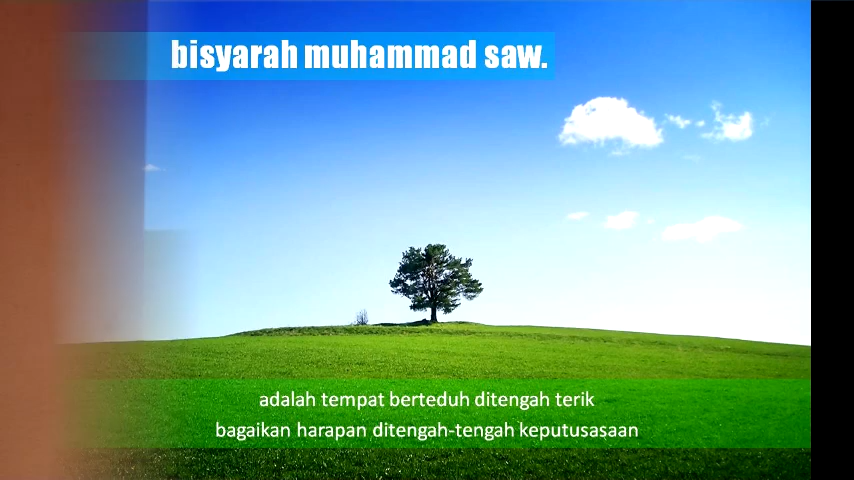 bisyarah muhammad saw.
adalah tempat berteduh ditengah terik
bagaikan harapan ditengah-tengah keputusasaan